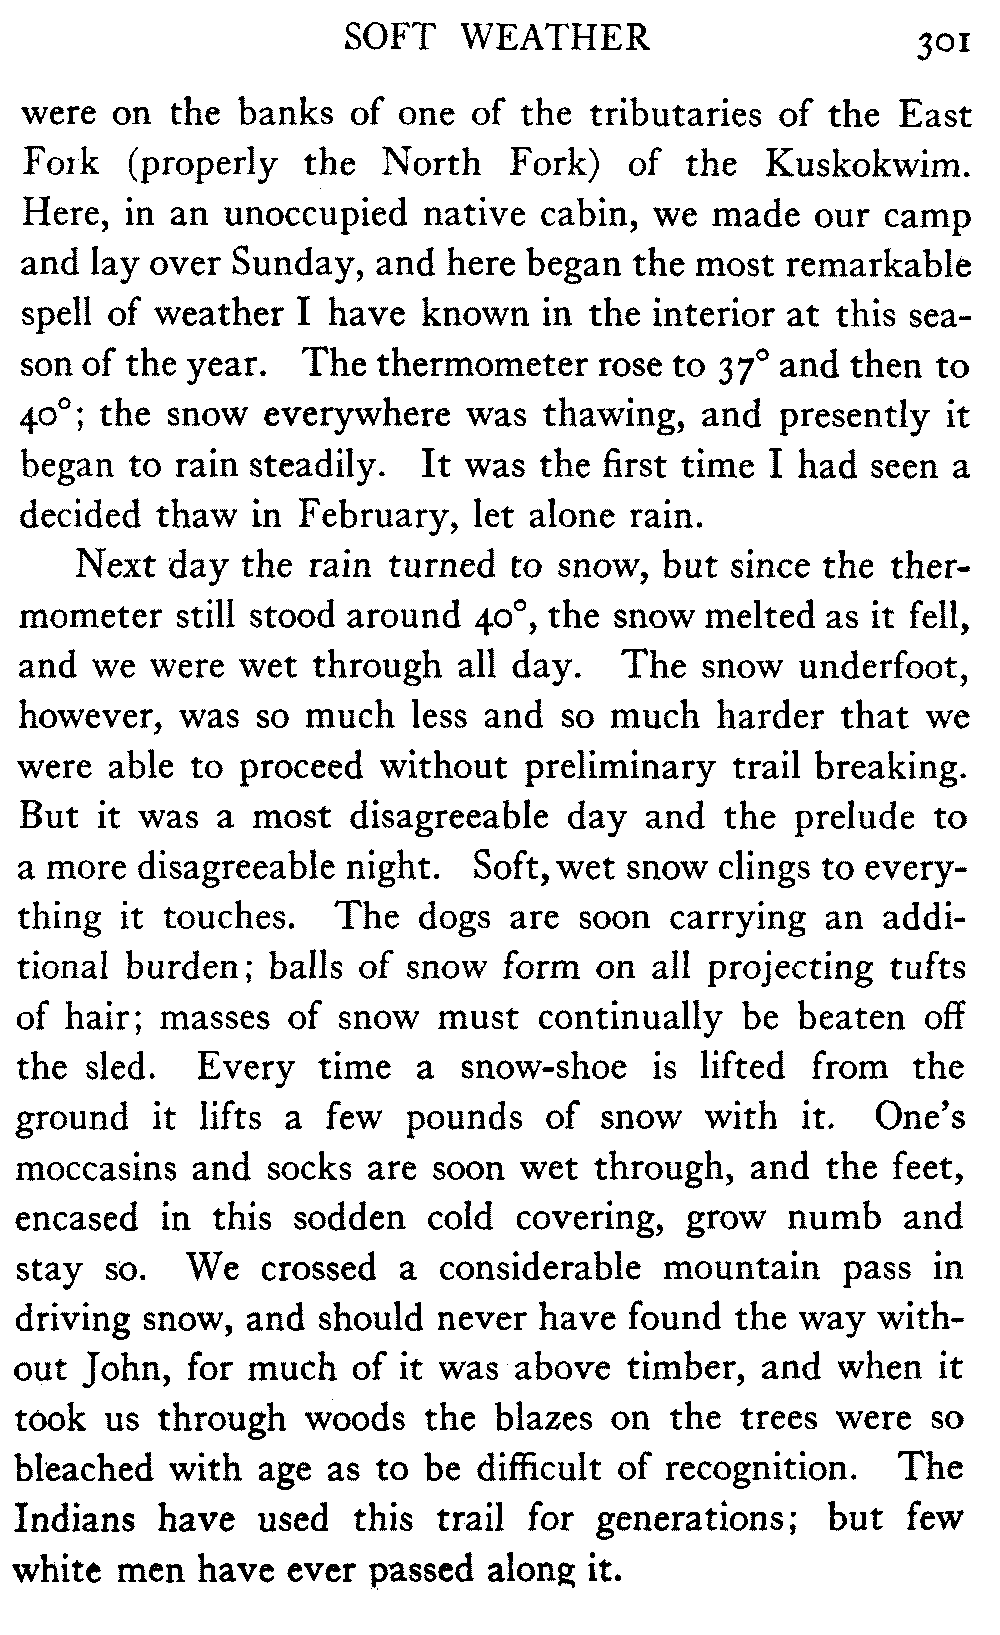 SOFT WEATHER 301
were on the banks of one of the tributaries of the East
Fork (properly the North Fork) of the Kuskokwim.
Here, in an unoccupied native cabin, we made our camp
and lay over Sunday, and here began the most remarkable
spell of weather I have known in the interior at this sea-
son of the year. The thermometer rose to 37° and then to
40°; the snow everywhere was thawing, and presently it
began to rain steadily. It was the first time I had seen a
decided thaw in February, let alone rain.
Next day the rain turned to snow, but since the ther-
mometer still stood around 40°, the snow melted as it fell,
and we were wet through all day. The snow underfoot,
however, was so much less and so much harder that we
were able to proceed without preliminary trail breaking.
But it was a most disagreeable day and the prelude to
a more disagreeable night. Soft, wet snow clings to every-
thing it touches. The dogs are soon carrying an addi-
tional burden; balls of snow form on all projecting tufts
of hair; masses of snow must continually be beaten off
the sled. Every time a snow-shoe is lifted from the
ground it lifts a few pounds of snow with it. One's
moccasins and socks are soon wet through, and the feet,
encased in this sodden cold covering, grow numb and
stay so. We crossed a considerable mountain pass in
driving snow, and should never have found the way with-
out John, for much of it was above timber, and when it
took us through woods the blazes on the trees were so
bleached with age as to be difficult of recognition. The
Indians have used this trail for generations; but few
white men have ever passed along it.